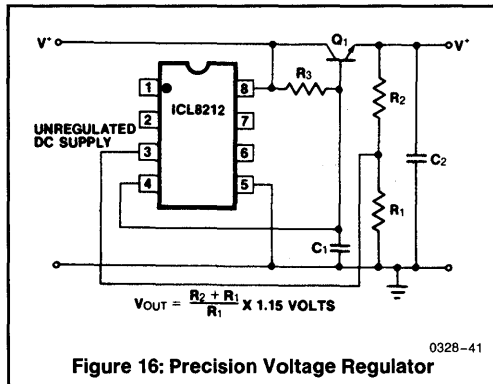 V⁺
Q₁
V⁺
R₃
R₂
1
ICL8212
8
2
7
UNREGULATED
DC SUPPLY
3
6
C₂
4
5
R₁
C₁
V_OUT = (R₂ + R₁)/R₁ X 1.15 VOLTS
0328-41
Figure 16: Precision Voltage Regulator